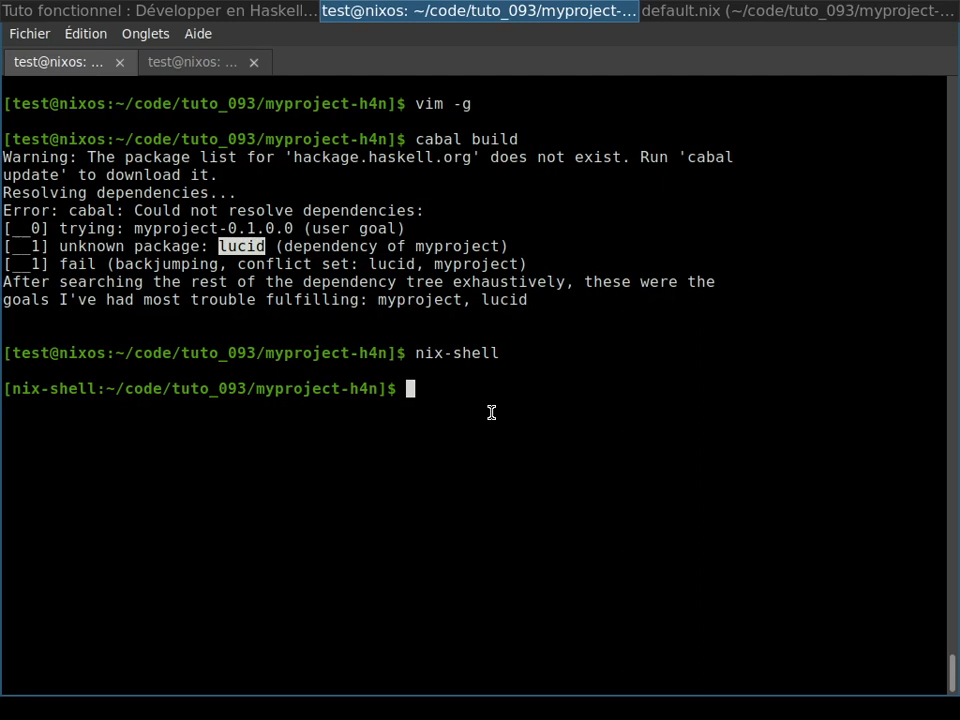 Tuto fonctionnel : Développer en Haskell... test@nixos: ~/code/tuto_093/myproject-... default.nix (~/code/tuto_093/myproject-...
Fichier Édition Onglets Aide
test@nixos: ... × test@nixos: ... ×
[test@nixos:~/code/tuto_093/myproject-h4n]$ vim -g
[test@nixos:~/code/tuto_093/myproject-h4n]$ cabal build
Warning: The package list for 'hackage.haskell.org' does not exist. Run 'cabal
update' to download it.
Resolving dependencies...
Error: cabal: Could not resolve dependencies:
[__0] trying: myproject-0.1.0.0 (user goal)
[__1] unknown package: lucid (dependency of myproject)
[__1] fail (backjumping, conflict set: lucid, myproject)
After searching the rest of the dependency tree exhaustively, these were the
goals I've had most trouble fulfilling: myproject, lucid
[test@nixos:~/code/tuto_093/myproject-h4n]$ nix-shell
[nix-shell:~/code/tuto_093/myproject-h4n]$